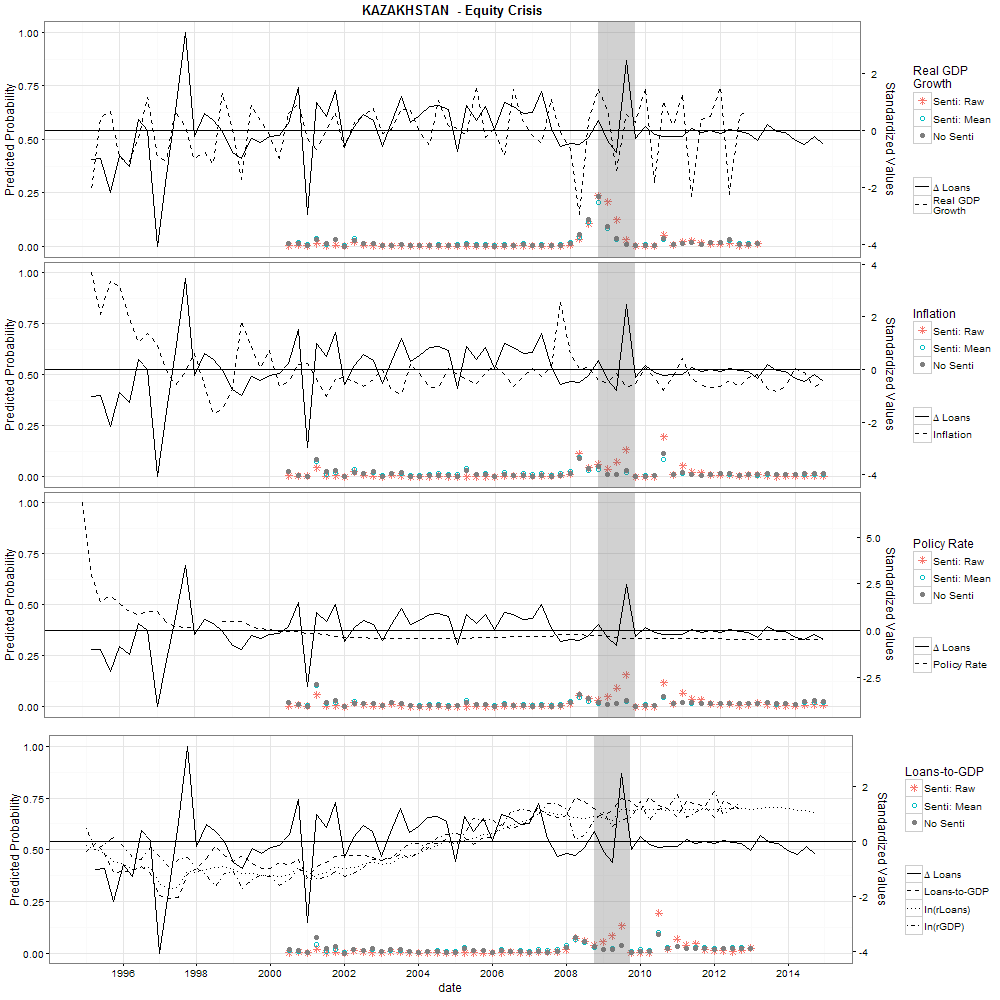 KAZAKHSTAN - Equity Crisis
1.00
0.75
0.50
0.25
0.00
Predicted Probability
2
0
-2
-4
Standardized Values
Real GDP
Growth
Senti: Raw
Senti: Mean
No Senti
Δ Loans
Real GDP
Growth
1.00
0.75
0.50
0.25
0.00
Predicted Probability
4
2
0
-2
-4
Standardized Values
Inflation
Senti: Raw
Senti: Mean
No Senti
Δ Loans
Inflation
1.00
0.75
0.50
0.25
0.00
Predicted Probability
5.0
2.5
0.0
-2.5
Standardized Values
Policy Rate
Senti: Raw
Senti: Mean
No Senti
Δ Loans
Policy Rate
1.00
0.75
0.50
0.25
0.00
Predicted Probability
2
0
-2
-4
Standardized Values
Loans-to-GDP
Senti: Raw
Senti: Mean
No Senti
Δ Loans
Loans-to-GDP
ln(rLoans)
ln(rGDP)
1996 1998 2000 2002 2004 2006 2008 2010 2012 2014
date